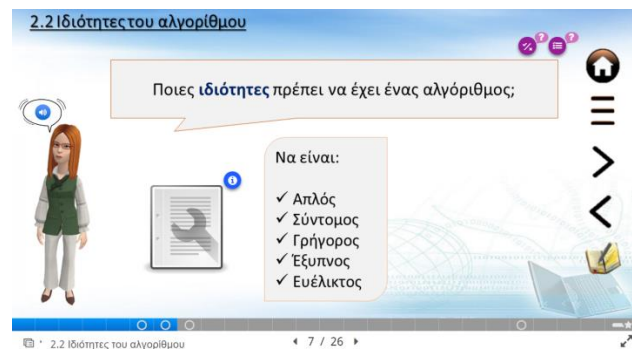 2.2 Ιδιότητες του αλγορίθμου
Ποιες ιδιότητες πρέπει να έχει ένας αλγόριθμος;
Να είναι:
✓ Απλός
✓ Σύντομος
✓ Γρήγορος
✓ Έξυπνος
✓ Ευέλικτος
2.2 Ιδιότητες του αλγορίθμου
7 / 26